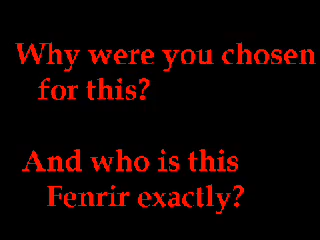 Why were you chosen
for this?
And who is this
Fenrir exactly?